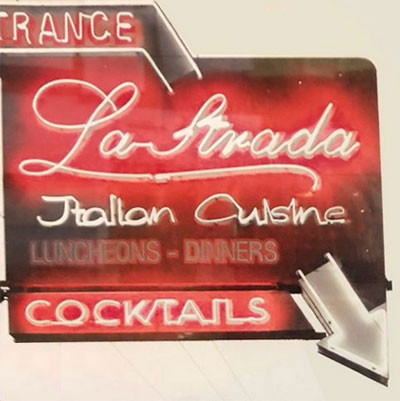 TRANCE
La Strada
Italian Cuisine
LUNCHEONS - DINNERS
COCKTAILS